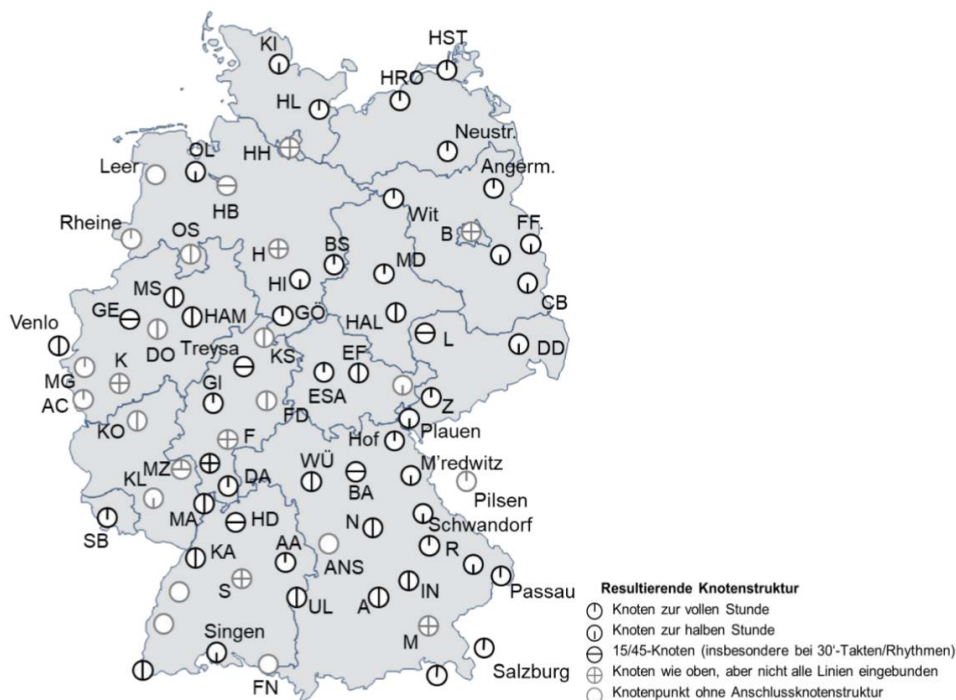 KI
HST
HRO
HL
Neustr.
OL
HH
Angerm.
Leer
HB
Wit
Rheine
OS
B
FF.
H
BS
MD
HI
MS
CB
GE
HAM
GÖ
HAL
Venlo
L
DO
Treysa
KS
EF
DD
K
MG
GI
ESA
AC
FD
Z
KO
F
Plauen
Hof
MZ
WÜ
M'redwitz
KL
DA
BA
Pilsen
MA
HD
N
Schwandorf
SB
KA
AA
R
ANS
S
IN
Passau
UL
A
Singen
M
Salzburg
FN
Resultierende Knotenstruktur
Knoten zur vollen Stunde
Knoten zur halben Stunde
15/45-Knoten (insbesondere bei 30'-Takten/Rhythmen)
Knoten wie oben, aber nicht alle Linien eingebunden
Knotenpunkt ohne Anschlussknotenstruktur